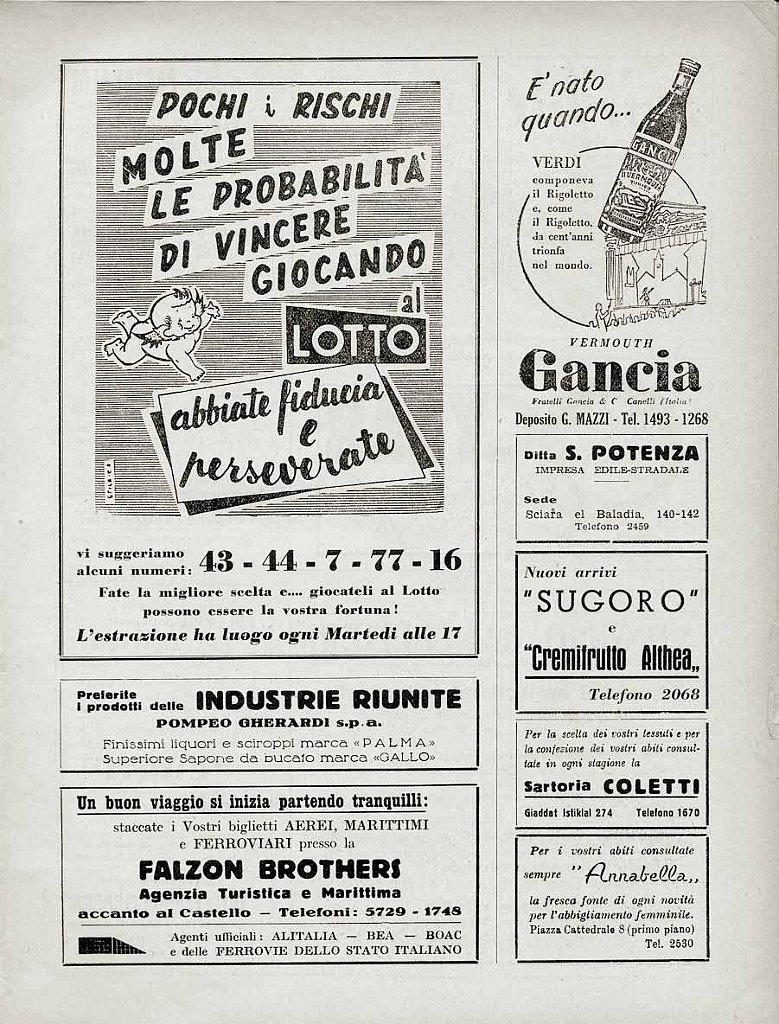 POCHI i RISCHI
MOLTE
LE PROBABILITA'
DI VINCERE
GIOCANDO
al
LOTTO
abbiate fiducia
e
perseverate
vi suggeriamo
alcuni numeri: 43 - 44 - 7 - 77 - 16
Fate la migliore scelta e.... giocateli al Lotto
possono essere la vostra fortuna!
L'estrazione ha luogo ogni Martedi alle 17
Preferite
i prodotti delle INDUSTRIE RIUNITE
POMPEO GHERARDI s.p.a.
Finissimi liquori e sciroppi marca «PALMA»
Superiore Sapone da bucato marca «GALLO»
Un buon viaggio si inizia partendo tranquilli:
staccate i Vostri biglietti AEREI, MARITTIMI
e FERROVIARI presso la
FALZON BROTHERS
Agenzia Turistica e Marittima
accanto al Castello — Telefoni: 5729 - 1748
Agenti ufficiali: ALITALIA — BEA — BOAC
e delle FERROVIE DELLO STATO ITALIANO
E' nato
quando...
GANCIA
VERDI
componeva
il Rigoletto
e, come
il Rigoletto,
da cent'anni
trionfa
nel mondo.
VERMOUTH
Gancia
Fratelli Gancia & C Canelli (Italia)
Deposito G. MAZZI - Tel. 1493 - 1268
Ditta S. POTENZA
IMPRESA EDILE-STRADALE
Sede
Sciafa el Baladia, 140-142
Telefono 2459
Nuovi arrivi
"SUGORO"
e
"Cremifrutto Althea„
Telefono 2068
Per la scelta dei vostri tessuti e per
la confezione dei vostri abiti consul-
tate in ogni stagione la
Sartoria COLETTI
Giaddat Istiklal 274 Telefono 1670
Per i vostri abiti consultate
sempre "Annabella„
la fresca fonte di ogni novità
per l'abbigliamento femminile.
Piazza Cattedrale 8 (primo piano)
Tel. 2530